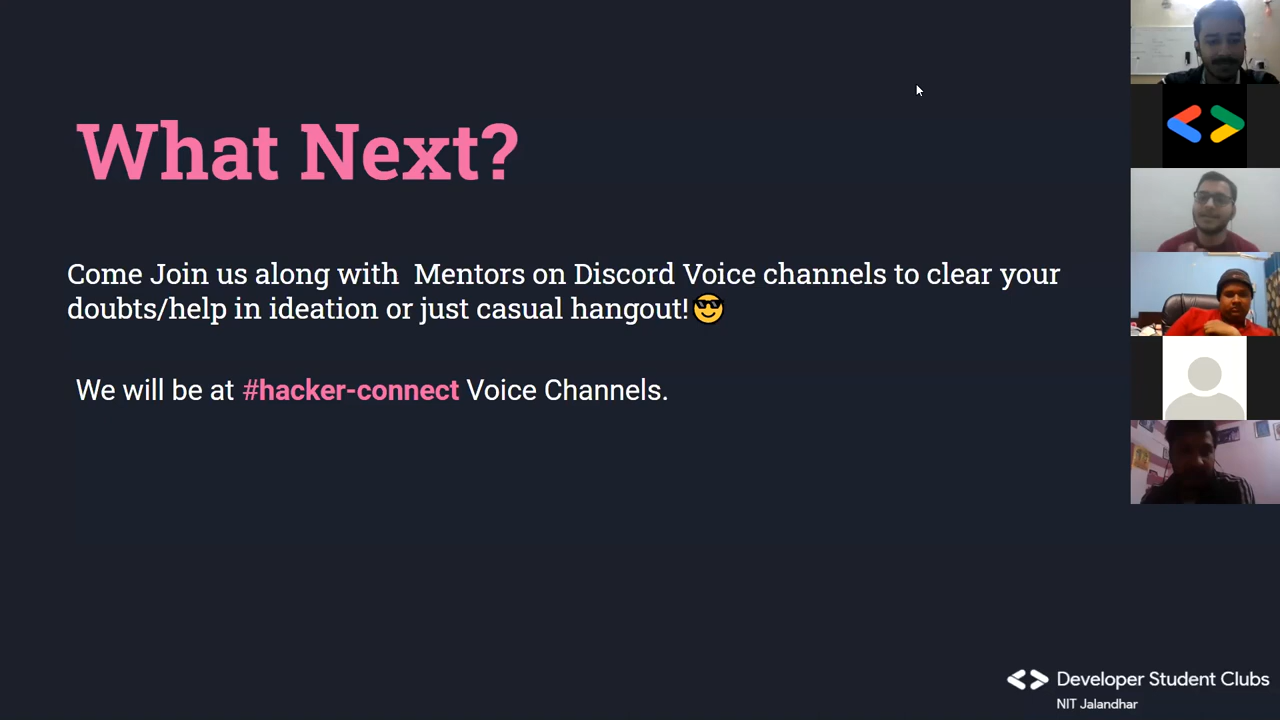 What Next?
Come Join us along with Mentors on Discord Voice channels to clear your
doubts/help in ideation or just casual hangout!😎
We will be at #hacker-connect Voice Channels.
Developer Student Clubs
NIT Jalandhar